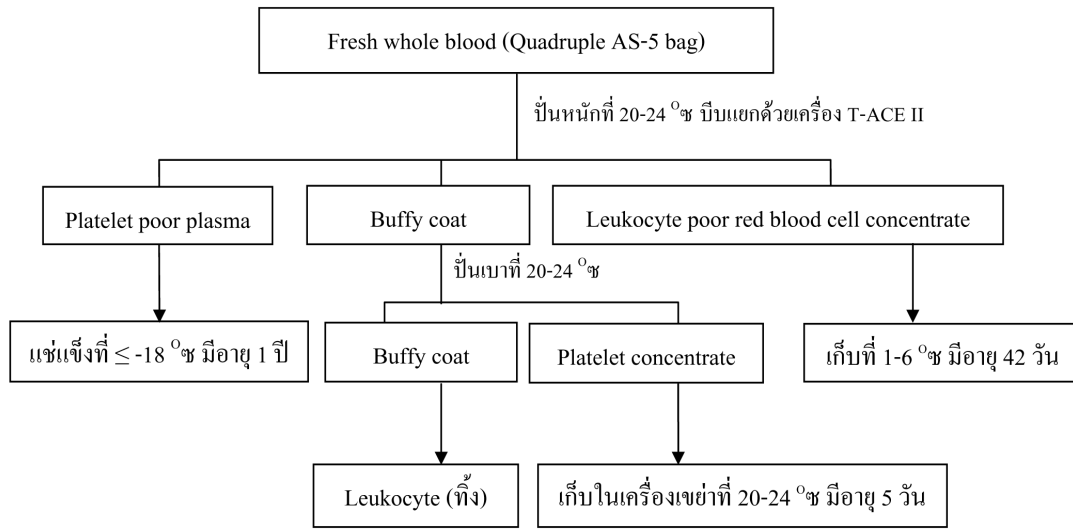 Fresh whole blood (Quadruple AS-5 bag)
ปั่นหนักที่ 20-24 ºซ บีบแยกด้วยเครื่อง T-ACE II
Platelet poor plasma
Buffy coat
Leukocyte poor red blood cell concentrate
ปั่นเบาที่ 20-24 ºซ
แช่แข็งที่ ≤ -18 ºซ มีอายุ 1 ปี
Buffy coat
Platelet concentrate
เก็บที่ 1-6 ºซ มีอายุ 42 วัน
Leukocyte (ทิ้ง)
เก็บในเครื่องเขย่าที่ 20-24 ºซ มีอายุ 5 วัน